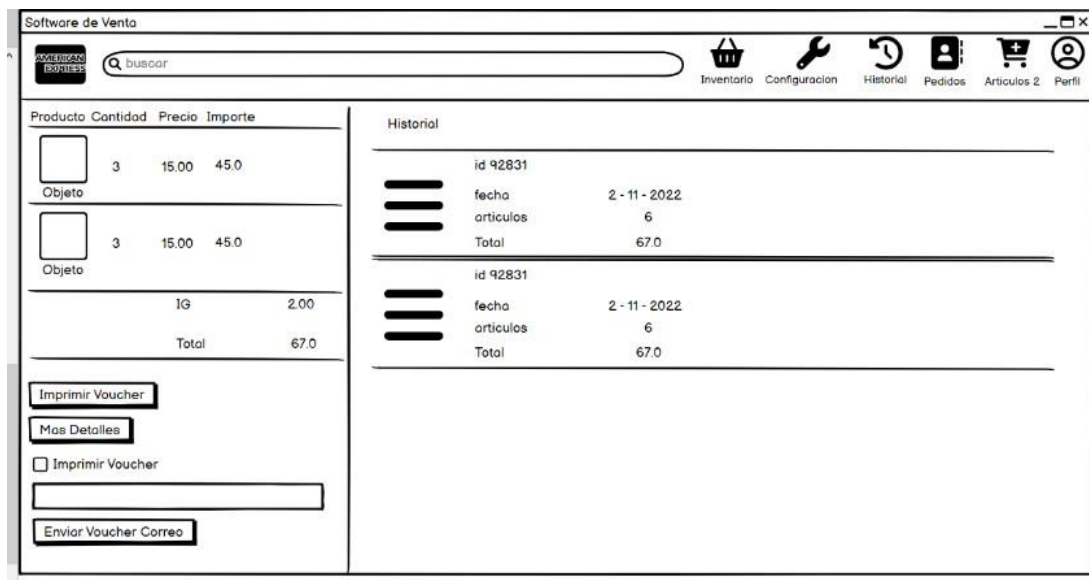 Software de Venta
AMERICAN
EXPRESS
buscar
Inventario Configuracion Historial Pedidos Articulos 2 Perfil
Producto Cantidad Precio Importe
3 15.00 45.0
Objeto
3 15.00 45.0
Objeto
IG 2.00
Total 67.0
Imprimir Voucher
Mas Detalles
Imprimir Voucher
Enviar Voucher Correo
Historial
id 92831
fecha 2 - 11 - 2022
articulos 6
Total 67.0
id 92831
fecha 2 - 11 - 2022
articulos 6
Total 67.0